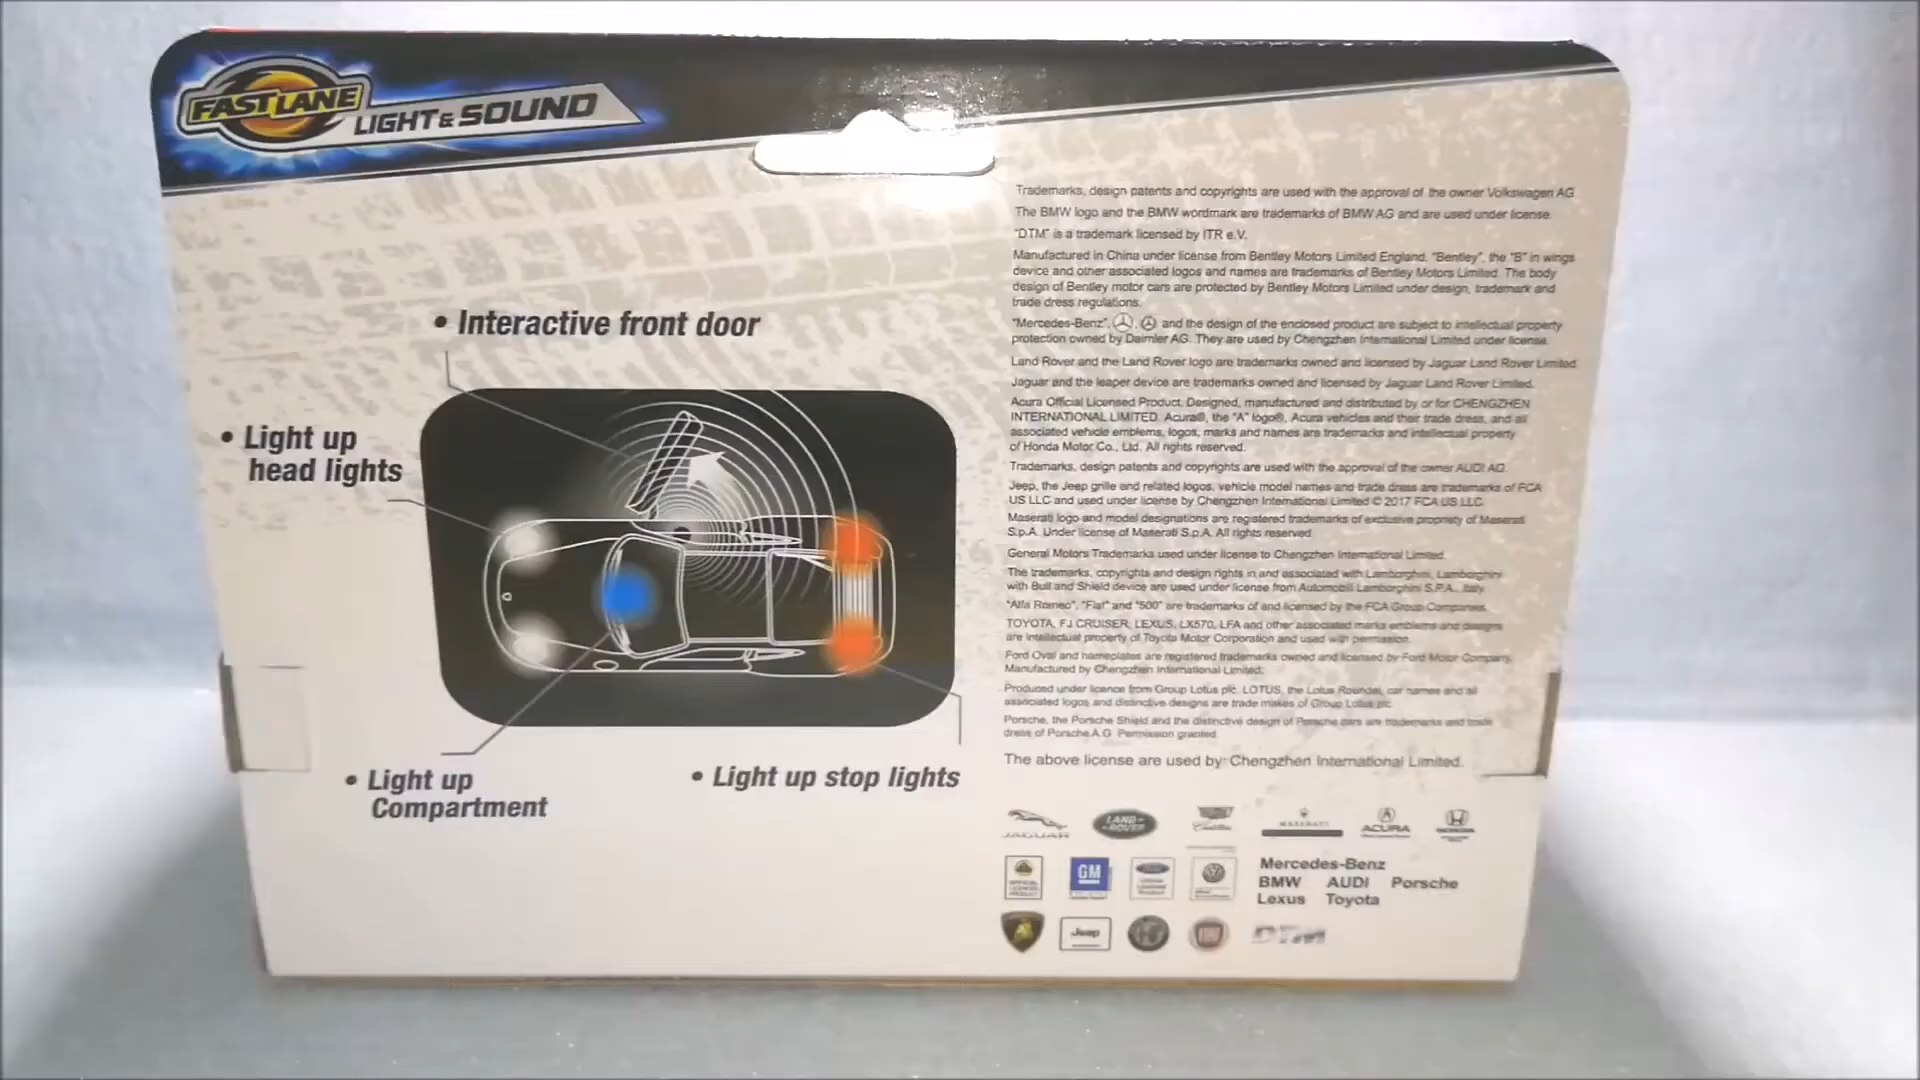 FAST LANE
LIGHT & SOUND
• Interactive front door
• Light up
head lights
• Light up
Compartment
• Light up stop lights
Trademarks, design patents and copyrights are used with the approval of the owner Volkswagen AG.
The BMW logo and the BMW wordmark are trademarks of BMW AG and are used under license.
"DTM" is a trademark licensed by ITR e.V.
Manufactured in China under license from Bentley Motors Limited England. "Bentley", the "B" in wings
device and other associated logos and names are trademarks of Bentley Motors Limited. The body
design of Bentley motor cars are protected by Bentley Motors Limited under design, trademark and
trade dress regulations.
"Mercedes-Benz", and the design of the enclosed product are subject to intellectual property
protection owned by Daimler AG. They are used by Chengzhen International Limited under license.
Land Rover and the Land Rover logo are trademarks owned and licensed by Jaguar Land Rover Limited.
Jaguar and the leaper device are trademarks owned and licensed by Jaguar Land Rover Limited.
Acura Official Licensed Product. Designed, manufactured and distributed by or for CHENGZHEN
INTERNATIONAL LIMITED. Acura®, the "A" logo®, Acura vehicles and their trade dress, and all
associated vehicle emblems, logos, marks and names are trademarks and intellectual property
of Honda Motor Co., Ltd. All rights reserved.
Trademarks, design patents and copyrights are used with the approval of the owner AUDI AG.
Jeep, the Jeep grille and related logos, vehicle model names and trade dress are trademarks of FCA
US LLC and used under license by Chengzhen International Limited © 2017 FCA US LLC.
Maserati logo and model designations are registered trademarks of exclusive propriety of Maserati
S.p.A. Under license of Maserati S.p.A. All rights reserved
General Motors Trademarks used under license to Chengzhen International Limited.
The trademarks, copyrights and design rights in and associated with Lamborghini, Lamborghini
with Bull and Shield device are used under license from Automobili Lamborghini S.P.A., Italy.
"Alfa Romeo", "Fiat" and "500" are trademarks of and licensed by the FCA Group Companies.
TOYOTA, FJ CRUISER, LEXUS, LX570, LFA and other associated marks emblems and designs
are intellectual property of Toyota Motor Corporation and used with permission.
Ford Oval and nameplates are registered trademarks owned and licensed by Ford Motor Company.
Manufactured by Chengzhen International Limited.
Produced under licence from Group Lotus plc. LOTUS, the Lotus Roundel, car names and all
associated logos and distinctive designs are trade makes of Group Lotus plc
Porsche, the Porsche Shield and the distinctive design of Porsche cars are trademarks and trade
dress of Porsche A.G. Permission granted.
The above license are used by: Chengzhen International Limited.
JAGUAR LAND ROVER Cadillac MASERATI ACURA HONDA
GM Ford
Mercedes-Benz
BMW AUDI Porsche
Lexus Toyota
Jeep FIAT DTM